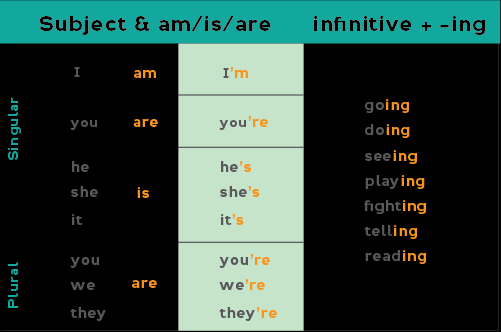 Subject & am/is/are infinitive + -ing
Singular
I am I'm
you are you're
he he's
she is she's
it it's
Plural
you you're
we are we're
they they're
going
doing
seeing
playing
fighting
telling
reading